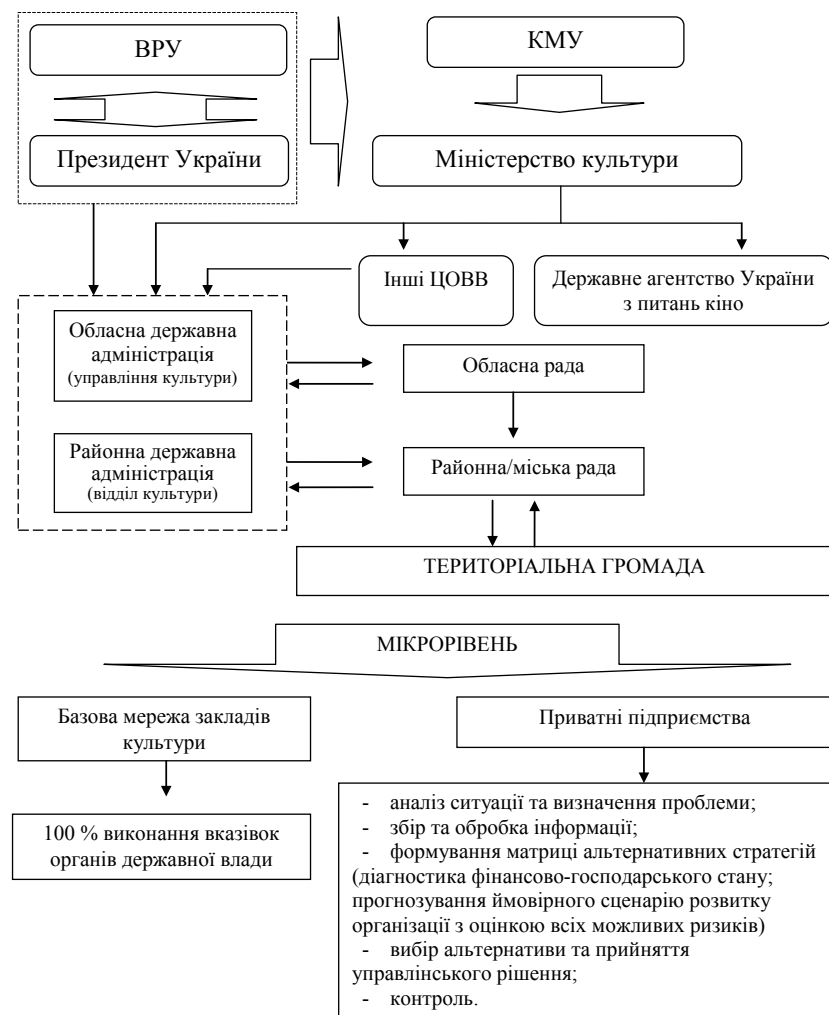 ВРУ
КМУ
Президент України
Міністерство культури
Інші ЦОВВ
Державне агентство України
з питань кіно
Обласна державна
адміністрація
(управління культури)
Обласна рада
Районна державна
адміністрація
(відділ культури)
Районна/міська рада
ТЕРИТОРІАЛЬНА ГРОМАДА
МІКРОРІВЕНЬ
Базова мережа закладів
культури
Приватні підприємства
100 % виконання вказівок
органів державної влади
- аналіз ситуації та визначення проблеми;
- збір та обробка інформації;
- формування матриці альтернативних стратегій
(діагностика фінансово-господарського стану;
прогнозування ймовірного сценарію розвитку
організації з оцінкою всіх можливих ризиків)
- вибір альтернативи та прийняття
управлінського рішення;
- контроль.